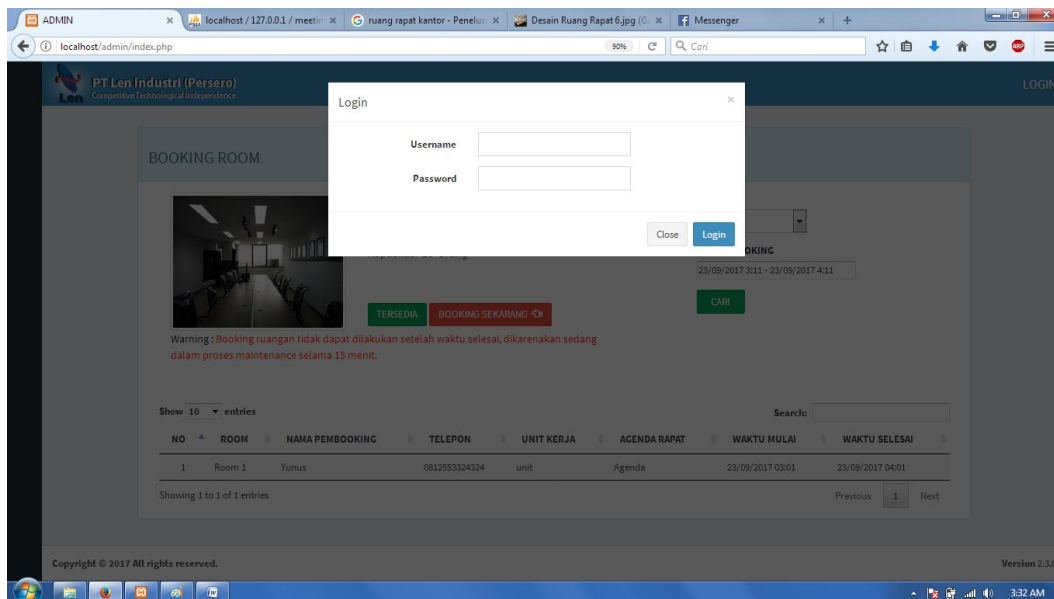 ADMIN
localhost / 127.0.0.1 / meetin
ruang rapat kantor - Penelus
Desain Ruang Rapat 6.jpg (G
Messenger
localhost/admin/index.php
90%
Cari
ABP
PT Len Industri (Persero)
Competitive Technological Independence
Len
LOGIN
Login
Username
Password
Close
Login
BOOKING ROOM
OKING
23/09/2017 3:11 - 23/09/2017 4:11
CARI
TERSEDIA
BOOKING SEKARANG
Warning : Booking ruangan tidak dapat dilakukan setelah waktu selesai, dikarenakan sedang
dalam proses maintenance selama 15 menit.
Show 10 entries
Search:
NO ROOM NAMA PEMBOOKING TELEPON UNIT KERJA AGENDA RAPAT WAKTU MULAI WAKTU SELESAI
1 Room 1 Yunus 0812553324324 unit Agenda 23/09/2017 03:01 23/09/2017 04:01
Showing 1 to 1 of 1 entries
Previous 1 Next
Copyright © 2017 All rights reserved.
Version 2.3.
3:32 AM